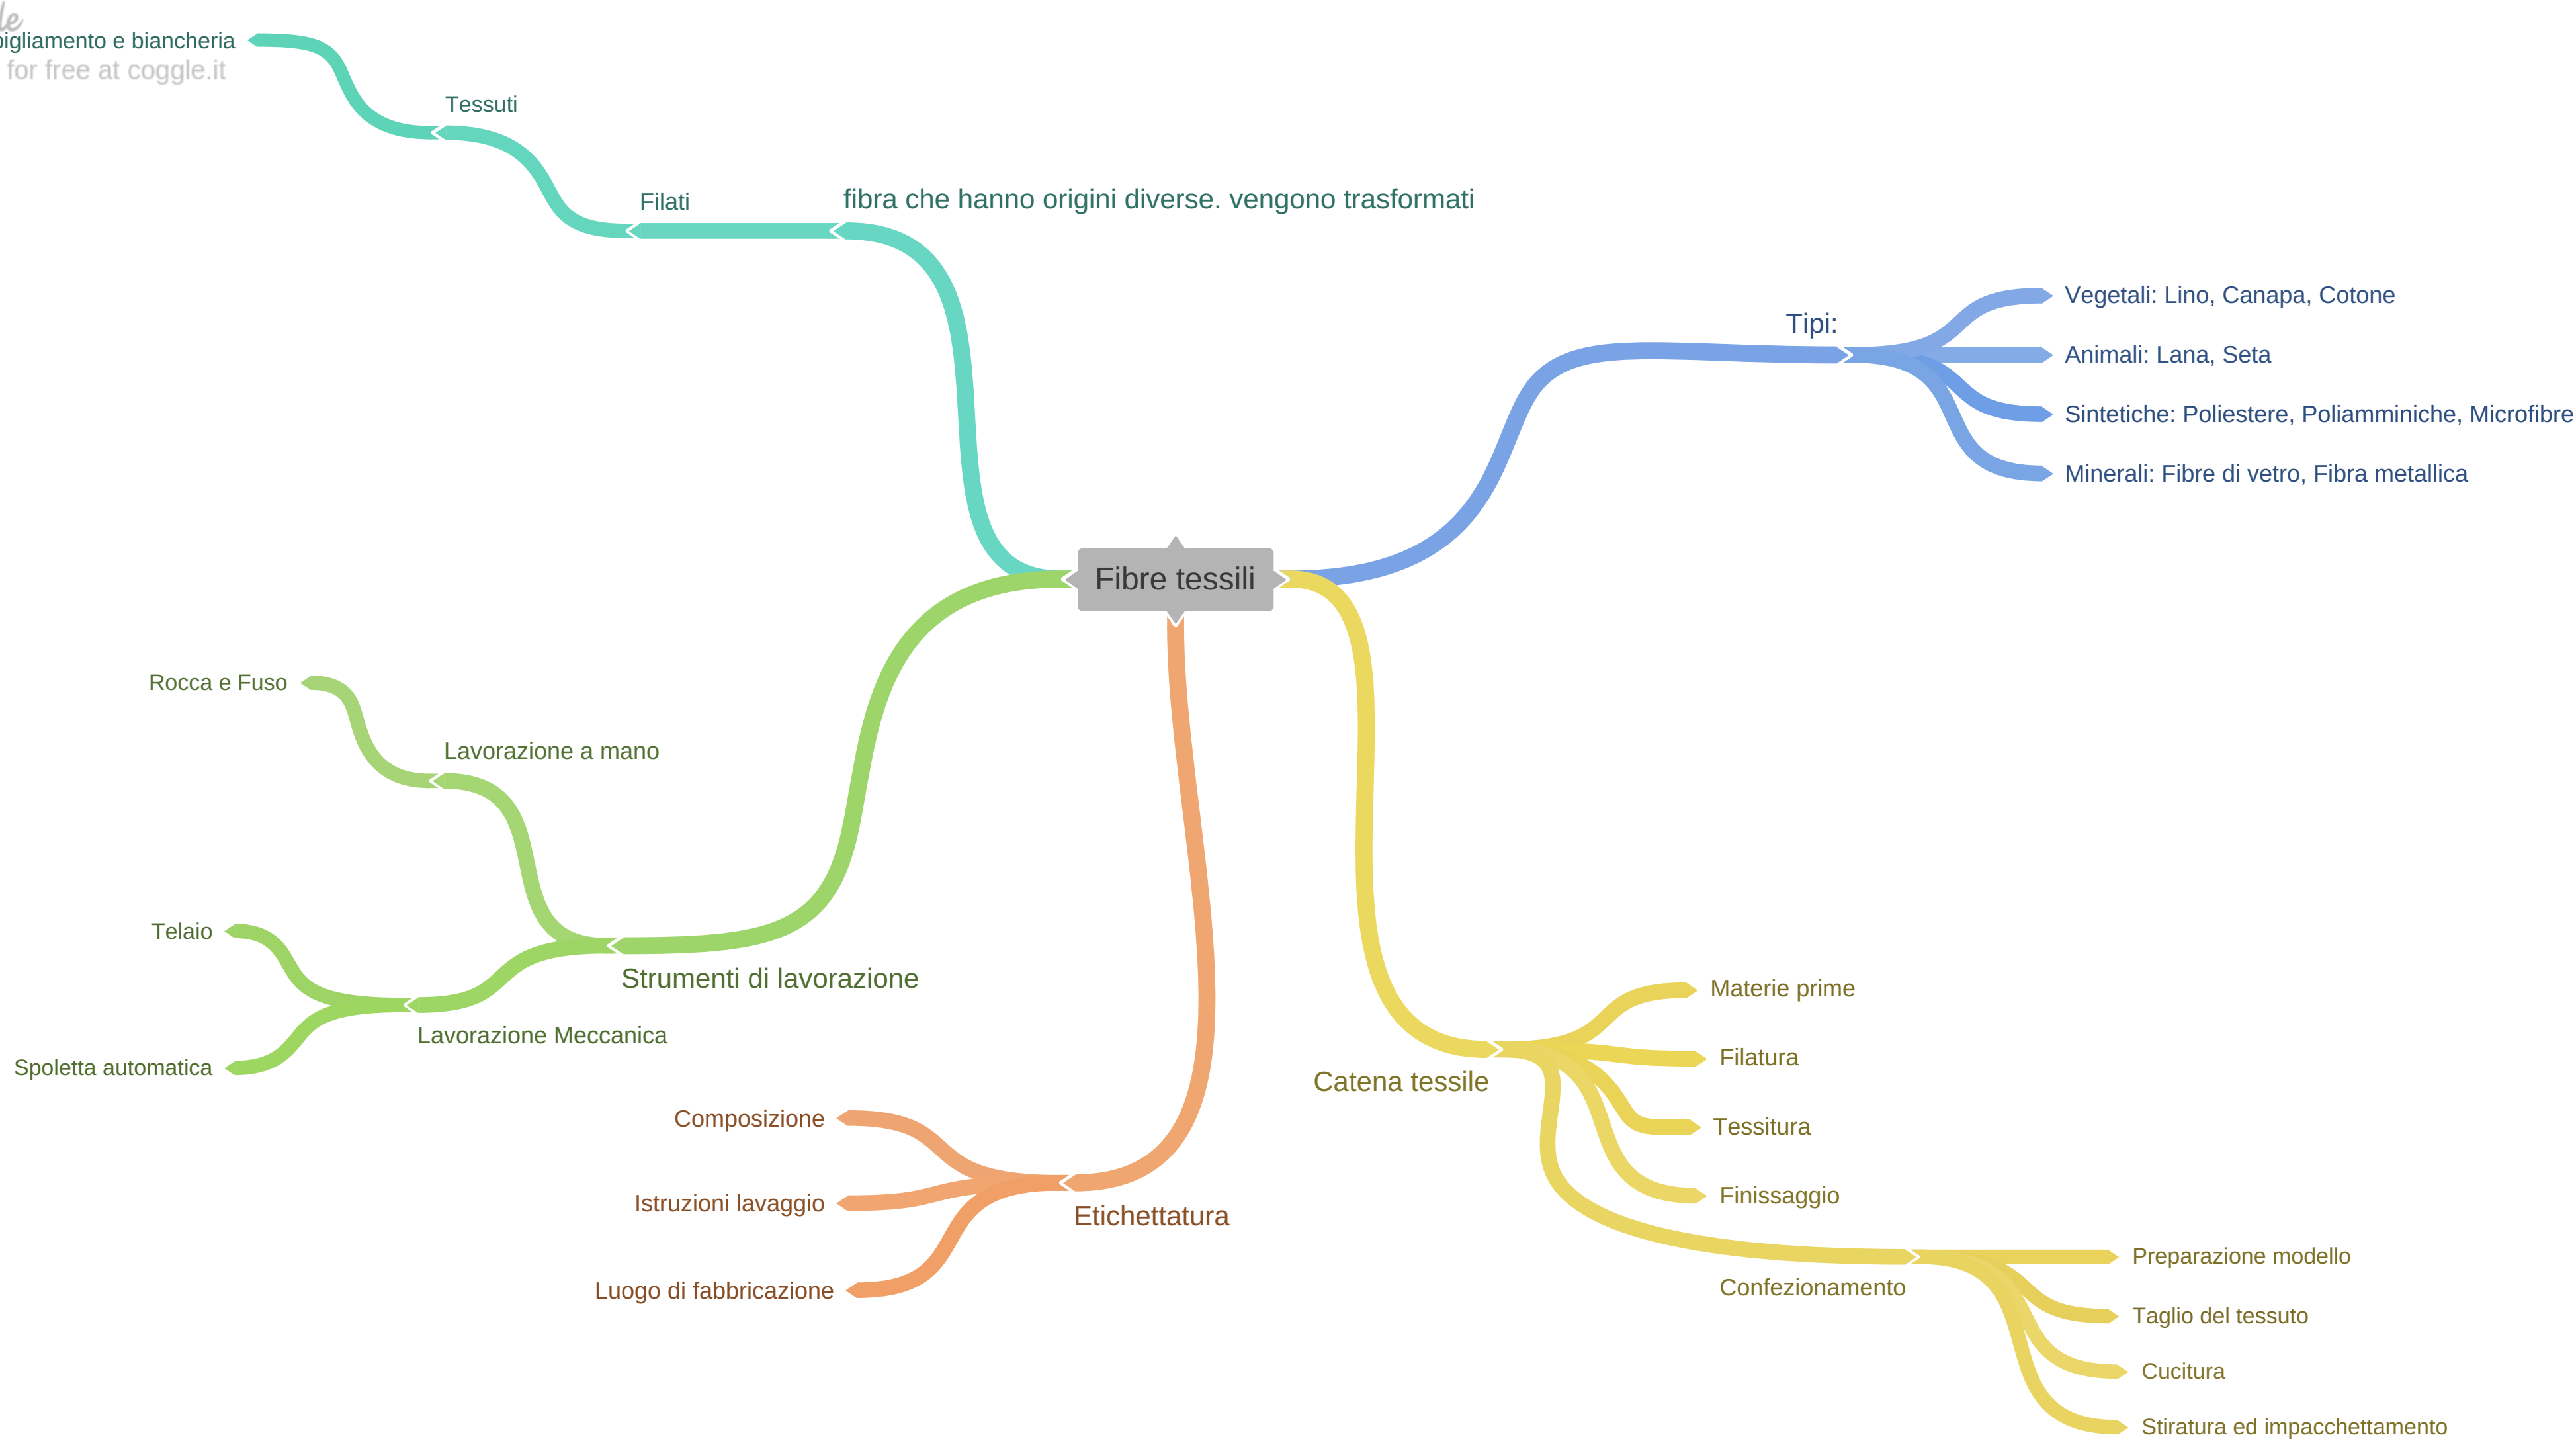 e biancheria
for free at coggle.it
Tessuti
Filati
fibra che hanno origini diverse. vengono trasformati
Tipi:
Vegetali: Lino, Canapa, Cotone
Animali: Lana, Seta
Sintetiche: Poliestere, Poliamminiche, Microfibre
Minerali: Fibre di vetro, Fibra metallica
Fibre tessili
Rocca e Fuso
Lavorazione a mano
Telaio
Strumenti di lavorazione
Lavorazione Meccanica
Spoletta automatica
Composizione
Istruzioni lavaggio
Etichettatura
Luogo di fabbricazione
Materie prime
Filatura
Catena tessile
Tessitura
Finissaggio
Confezionamento
Preparazione modello
Taglio del tessuto
Cucitura
Stiratura ed impacchettamento